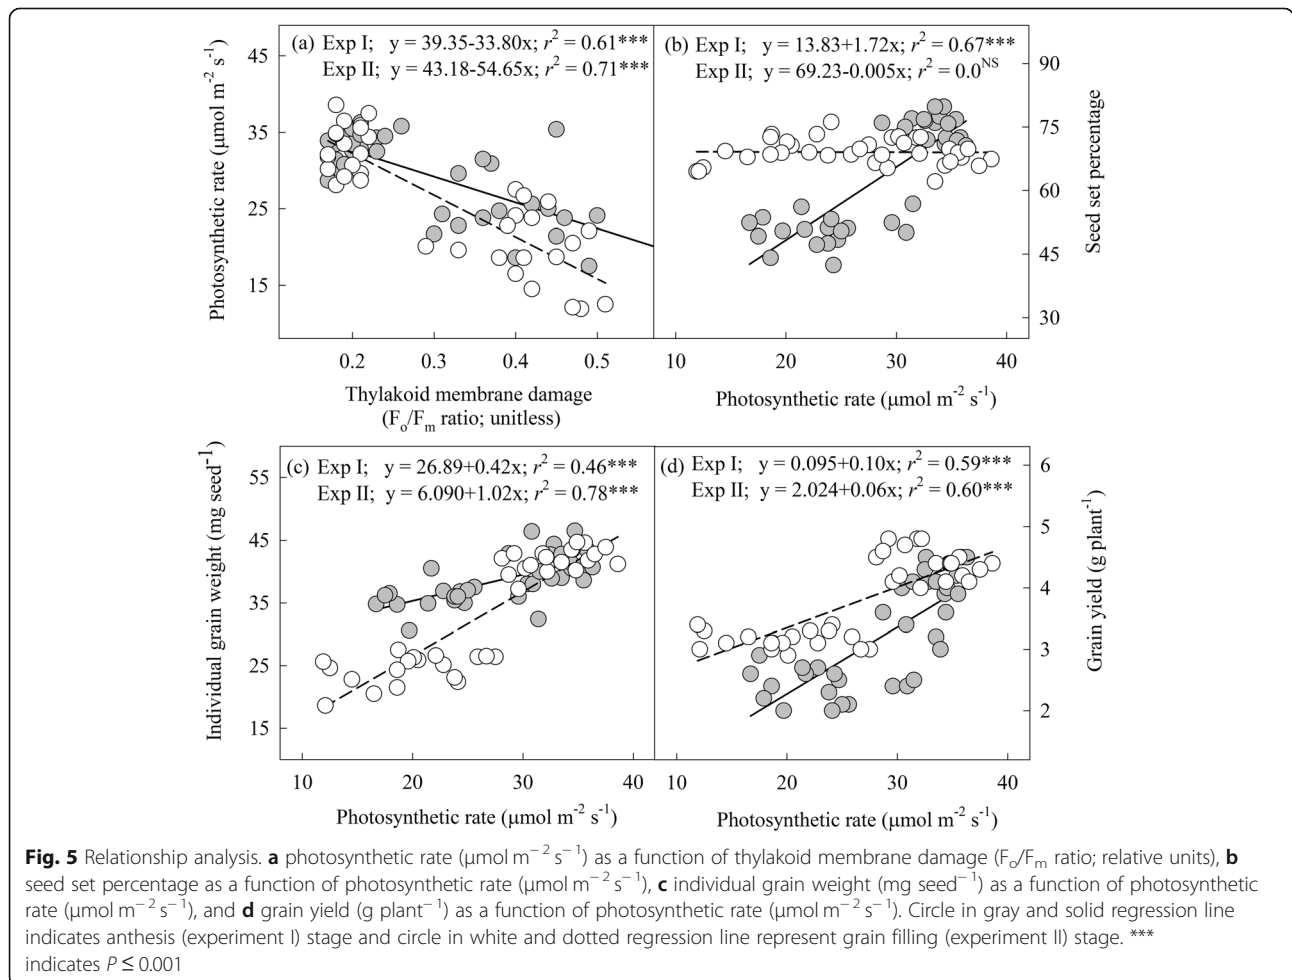 (a) Exp I; y = 39.35-33.80x; r² = 0.61***
Exp II; y = 43.18-54.65x; r² = 0.71***
45
35
25
15
Photosynthetic rate (μmol m⁻² s⁻¹)
0.2 0.3 0.4 0.5
Thylakoid membrane damage
(Fₒ/Fₘ ratio; unitless)
(b) Exp I; y = 13.83+1.72x; r² = 0.67***
Exp II; y = 69.23-0.005x; r² = 0.0ᴺˢ
90
75
60
45
30
Seed set percentage
10 20 30 40
Photosynthetic rate (μmol m⁻² s⁻¹)
(c) Exp I; y = 26.89+0.42x; r² = 0.46***
Exp II; y = 6.090+1.02x; r² = 0.78***
55
45
35
25
15
Individual grain weight (mg seed⁻¹)
10 20 30 40
Photosynthetic rate (μmol m⁻² s⁻¹)
(d) Exp I; y = 0.095+0.10x; r² = 0.59***
Exp II; y = 2.024+0.06x; r² = 0.60***
6
5
4
3
2
Grain yield (g plant⁻¹)
10 20 30 40
Photosynthetic rate (μmol m⁻² s⁻¹)
Fig. 5 Relationship analysis. a photosynthetic rate (μmol m⁻² s⁻¹) as a function of thylakoid membrane damage (Fₒ/Fₘ ratio; relative units), b
seed set percentage as a function of photosynthetic rate (μmol m⁻² s⁻¹), c individual grain weight (mg seed⁻¹) as a function of photosynthetic
rate (μmol m⁻² s⁻¹), and d grain yield (g plant⁻¹) as a function of photosynthetic rate (μmol m⁻² s⁻¹). Circle in gray and solid regression line
indicates anthesis (experiment I) stage and circle in white and dotted regression line represent grain filling (experiment II) stage. ***
indicates P ≤ 0.001